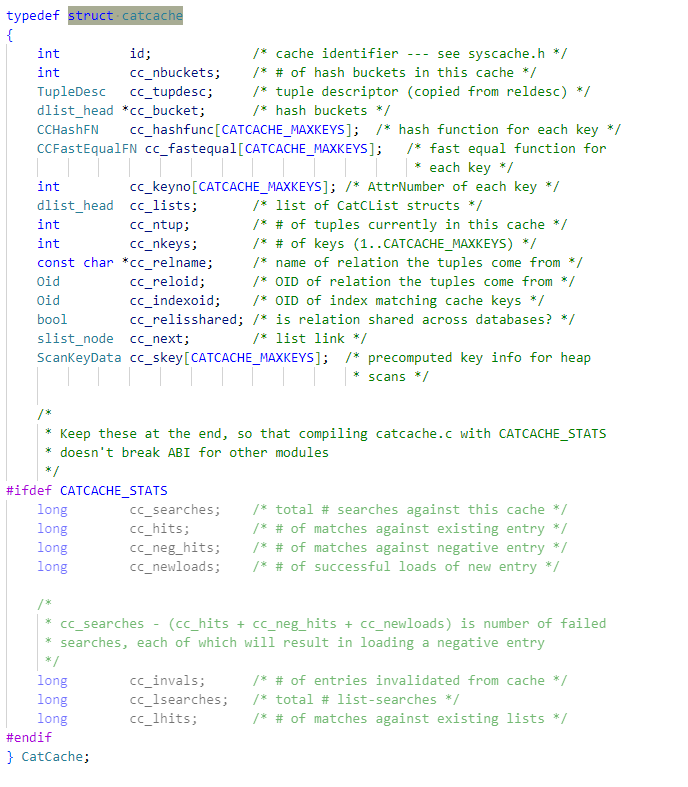 typedef struct catcache
{
    int         id;             /* cache identifier --- see syscache.h */
    int         cc_nbuckets;    /* # of hash buckets in this cache */
    TupleDesc   cc_tupdesc;     /* tuple descriptor (copied from reldesc) */
    dlist_head *cc_bucket;      /* hash buckets */
    CCHashFN    cc_hashfunc[CATCACHE_MAXKEYS];  /* hash function for each key */
    CCFastEqualFN cc_fastequal[CATCACHE_MAXKEYS];   /* fast equal function for
                                                     * each key */
    int         cc_keyno[CATCACHE_MAXKEYS]; /* AttrNumber of each key */
    dlist_head  cc_lists;       /* list of CatCList structs */
    int         cc_ntup;        /* # of tuples currently in this cache */
    int         cc_nkeys;       /* # of keys (1..CATCACHE_MAXKEYS) */
    const char *cc_relname;     /* name of relation the tuples come from */
    Oid         cc_reloid;      /* OID of relation the tuples come from */
    Oid         cc_indexoid;    /* OID of index matching cache keys */
    bool        cc_relisshared; /* is relation shared across databases? */
    slist_node  cc_next;        /* list link */
    ScanKeyData cc_skey[CATCACHE_MAXKEYS];  /* precomputed key info for heap
                                             * scans */
    /*
     * Keep these at the end, so that compiling catcache.c with CATCACHE_STATS
     * doesn't break ABI for other modules
     */
#ifdef CATCACHE_STATS
    long        cc_searches;    /* total # searches against this cache */
    long        cc_hits;        /* # of matches against existing entry */
    long        cc_neg_hits;    /* # of matches against negative entry */
    long        cc_newloads;    /* # of successful loads of new entry */
    /*
     * cc_searches - (cc_hits + cc_neg_hits + cc_newloads) is number of failed
     * searches, each of which will result in loading a negative entry
     */
    long        cc_invals;      /* # of entries invalidated from cache */
    long        cc_lsearches;   /* total # list-searches */
    long        cc_lhits;       /* # of matches against existing lists */
#endif
} CatCache;